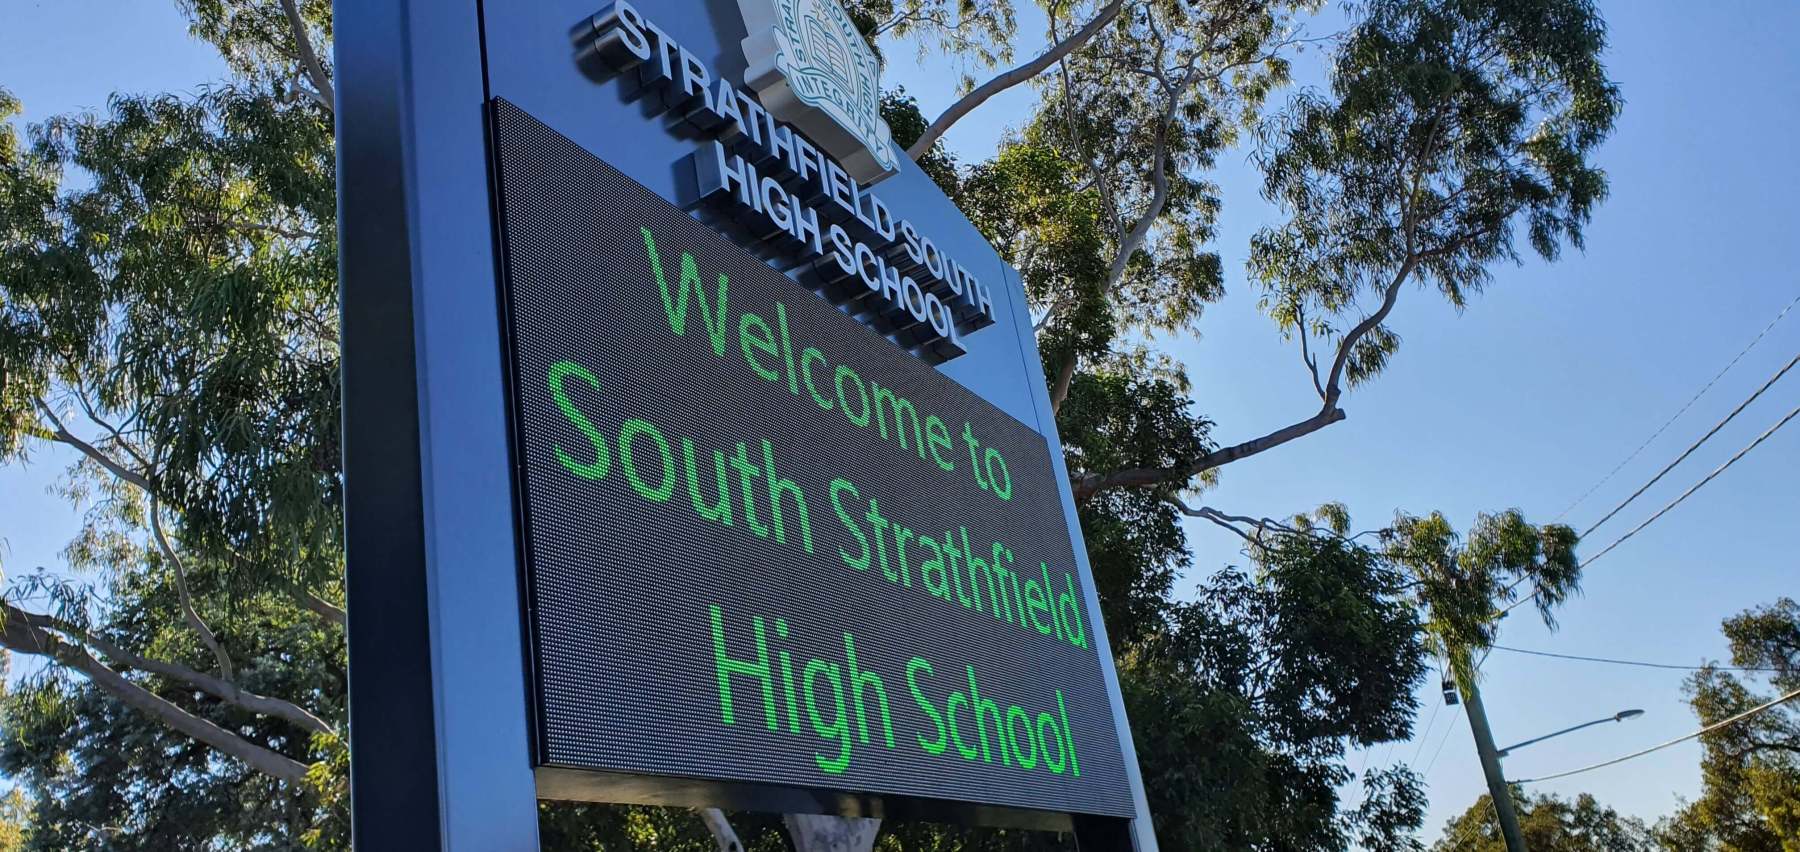 INTEGRITY
STRATHFIELD SOUTH
HIGH SCHOOL
Welcome to
South Strathfield
High School